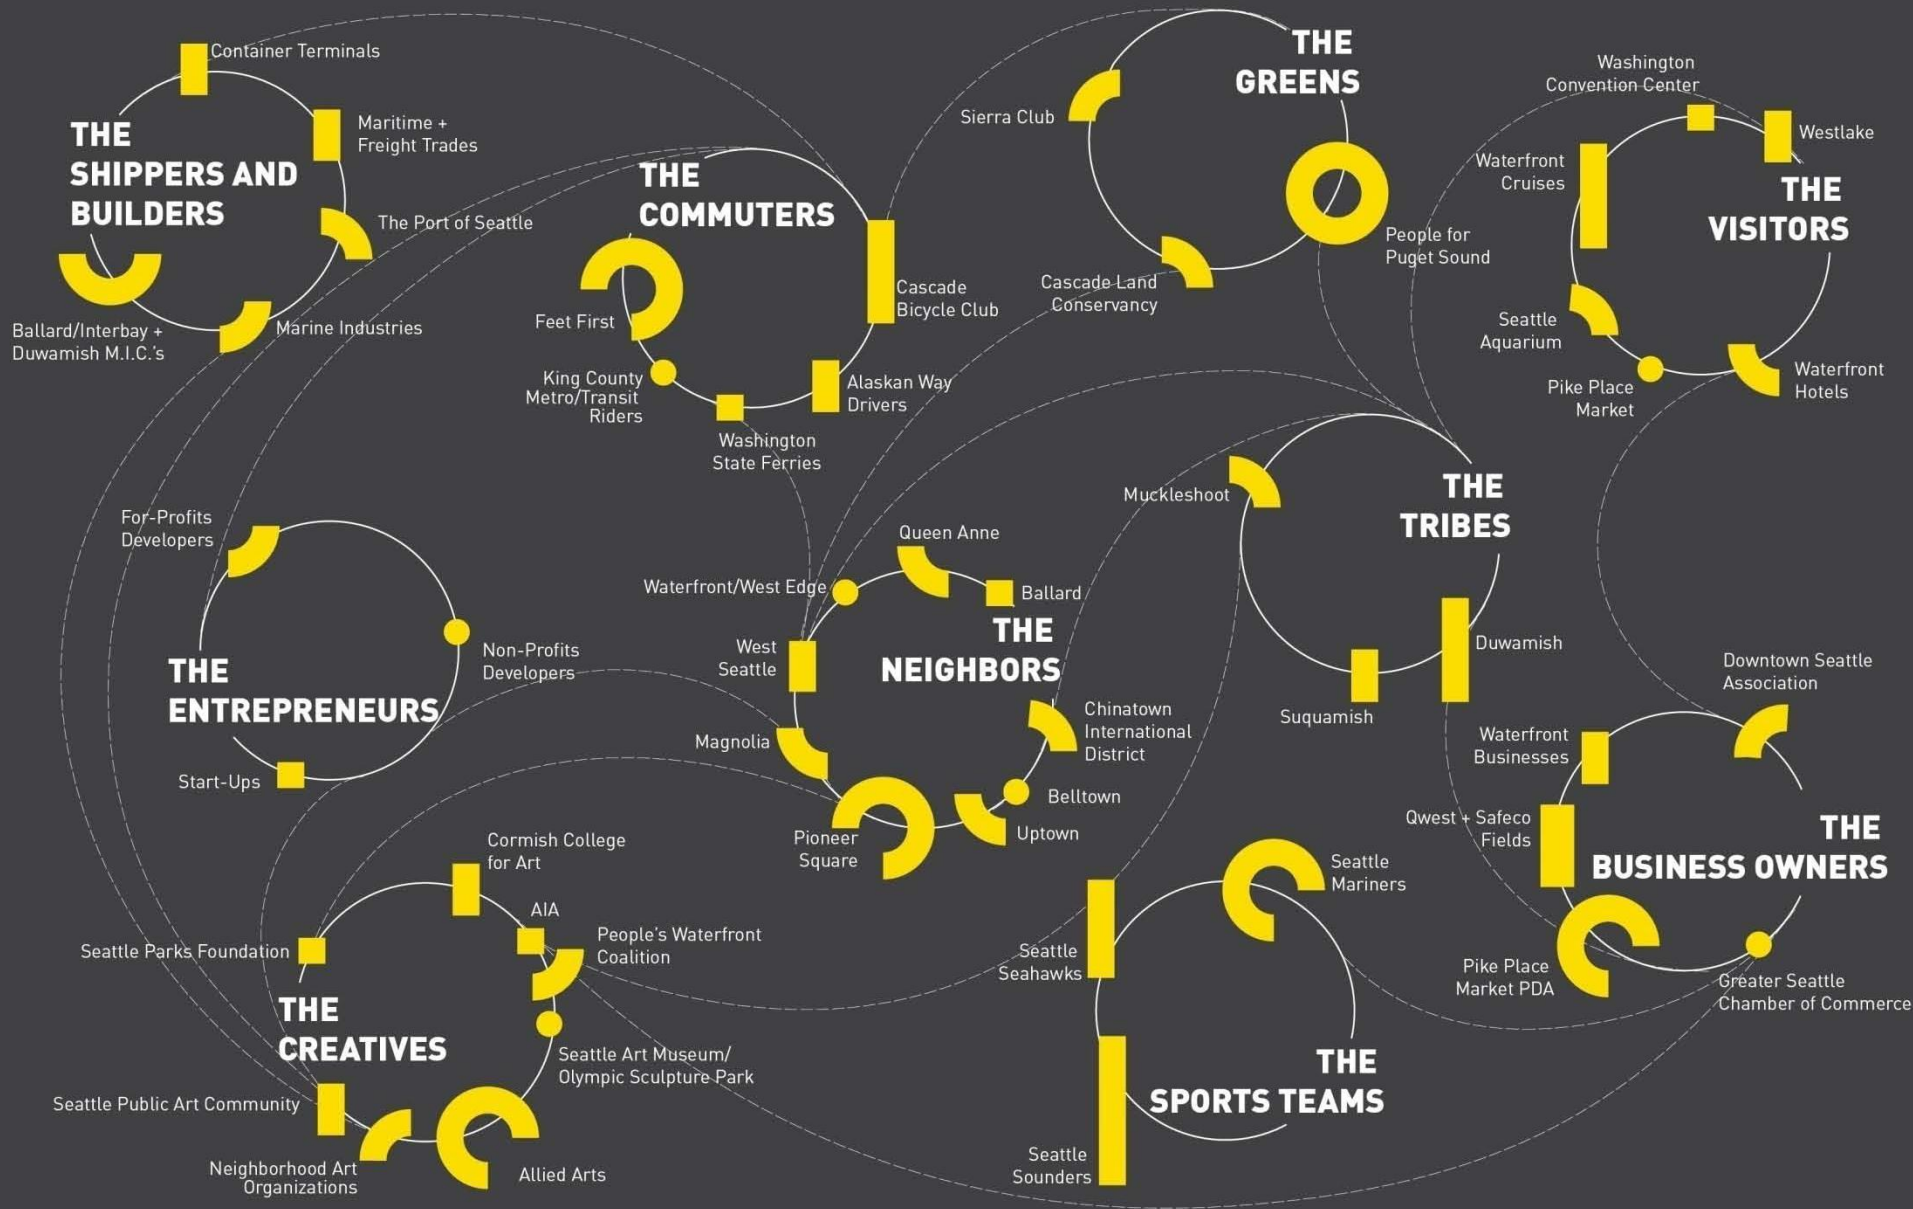 Container Terminals
THE
SHIPPERS AND
BUILDERS
Maritime +
Freight Trades
The Port of Seattle
Ballard/Interbay +
Duwamish M.I.C.'s
Marine Industries
THE
COMMUTERS
Feet First
Cascade
Bicycle Club
King County
Metro/Transit
Riders
Alaskan Way
Drivers
Washington
State Ferries
THE
GREENS
Sierra Club
People for
Puget Sound
Cascade Land
Conservancy
Washington
Convention Center
Westlake
Waterfront
Cruises
THE
VISITORS
Seattle
Aquarium
Pike Place
Market
Waterfront
Hotels
For-Profits
Developers
Non-Profits
Developers
THE
ENTREPRENEURS
Start-Ups
Queen Anne
Waterfront/West Edge
Ballard
THE
NEIGHBORS
West
Seattle
Magnolia
Chinatown
International
District
Belltown
Uptown
Pioneer
Square
Muckleshoot
THE
TRIBES
Duwamish
Suquamish
Downtown Seattle
Association
Waterfront
Businesses
Qwest + Safeco
Fields
THE
BUSINESS OWNERS
Pike Place
Market PDA
Greater Seattle
Chamber of Commerce
Cormish College
for Art
AIA
People's Waterfront
Coalition
Seattle Parks Foundation
THE
CREATIVES
Seattle Art Museum/
Olympic Sculpture Park
Seattle Public Art Community
Neighborhood Art
Organizations
Allied Arts
Seattle
Mariners
Seattle
Seahawks
THE
SPORTS TEAMS
Seattle
Sounders